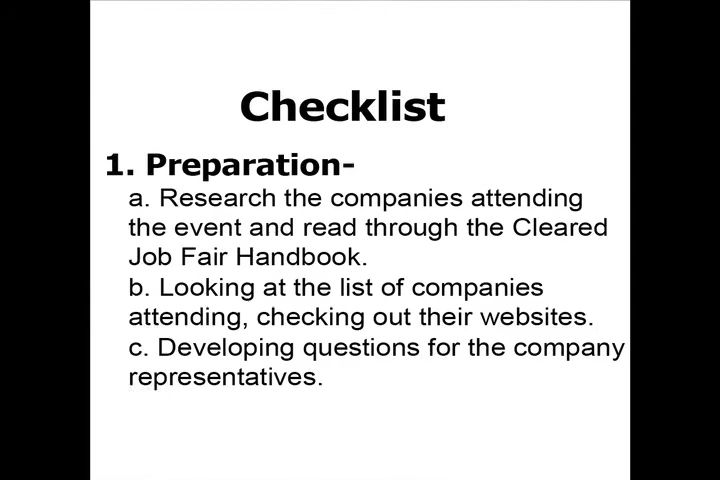 Checklist
1. Preparation-
a. Research the companies attending
the event and read through the Cleared
Job Fair Handbook.
b. Looking at the list of companies
attending, checking out their websites.
c. Developing questions for the company
representatives.